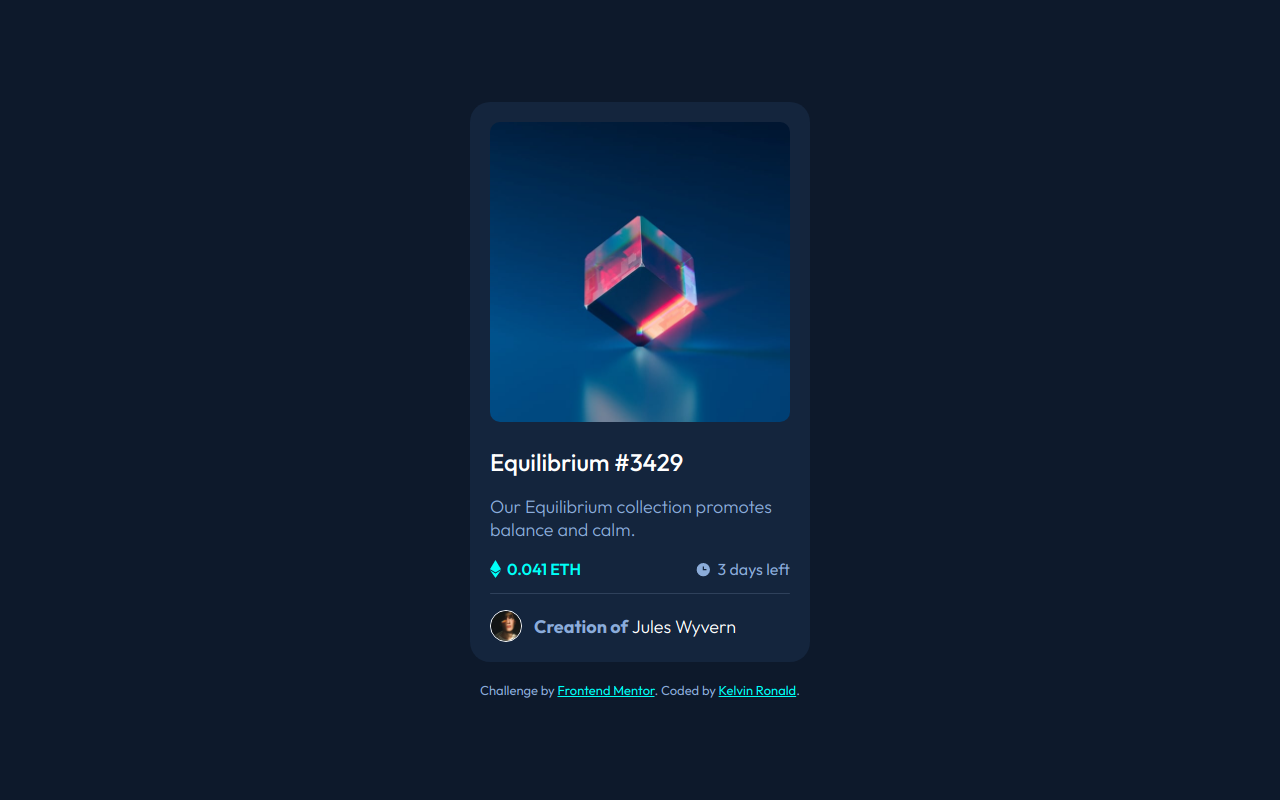 Equilibrium #3429
Our Equilibrium collection promotes
balance and calm.
0.041 ETH
3 days left
Creation of Jules Wyvern
Challenge by Frontend Mentor. Coded by Kelvin Ronald.